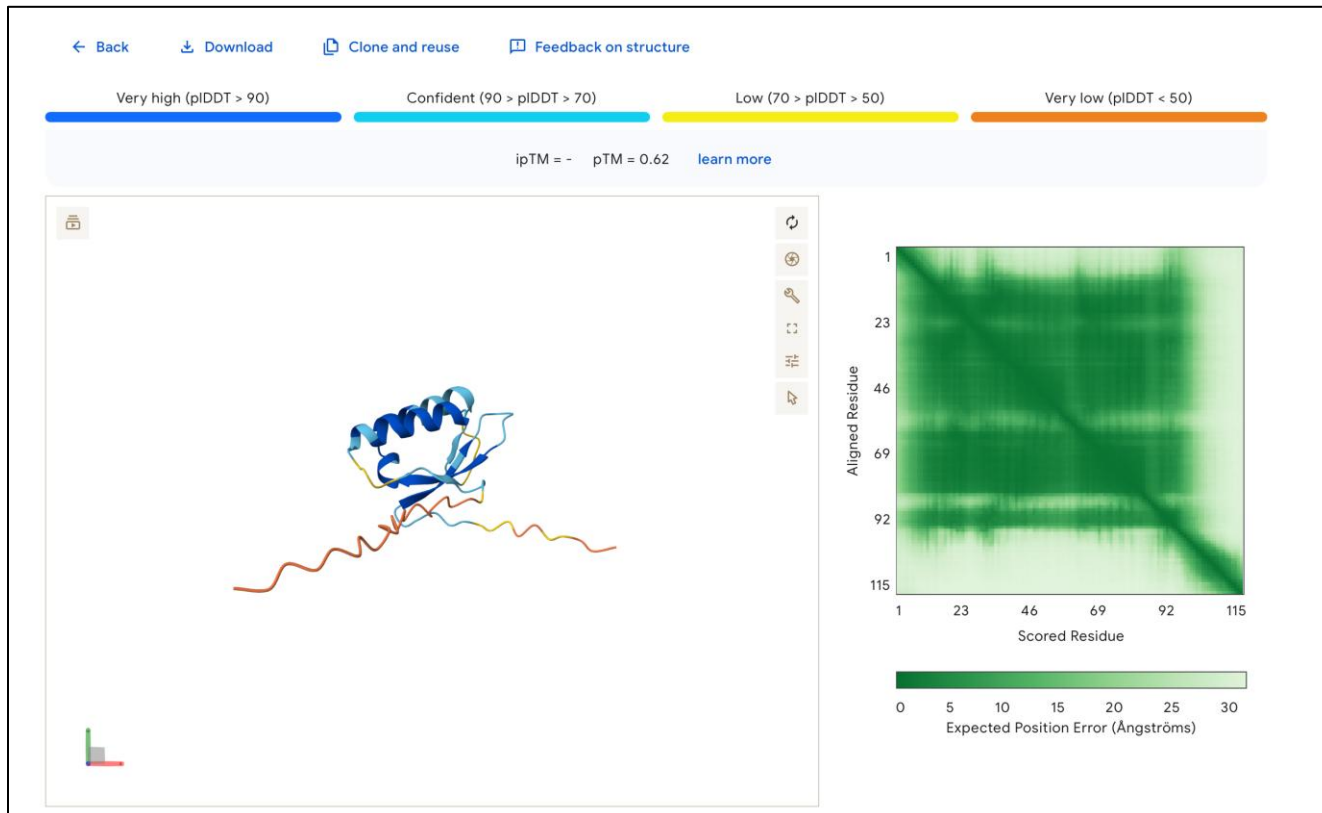 Back Download Clone and reuse Feedback on structure
Very high (plDDT > 90) Confident (90 > plDDT > 70) Low (70 > plDDT > 50) Very low (plDDT < 50)
ipTM = - pTM = 0.62 learn more
1
23
46
69
92
115
Aligned Residue
1 23 46 69 92 115
Scored Residue
0 5 10 15 20 25 30
Expected Position Error (Ångströms)